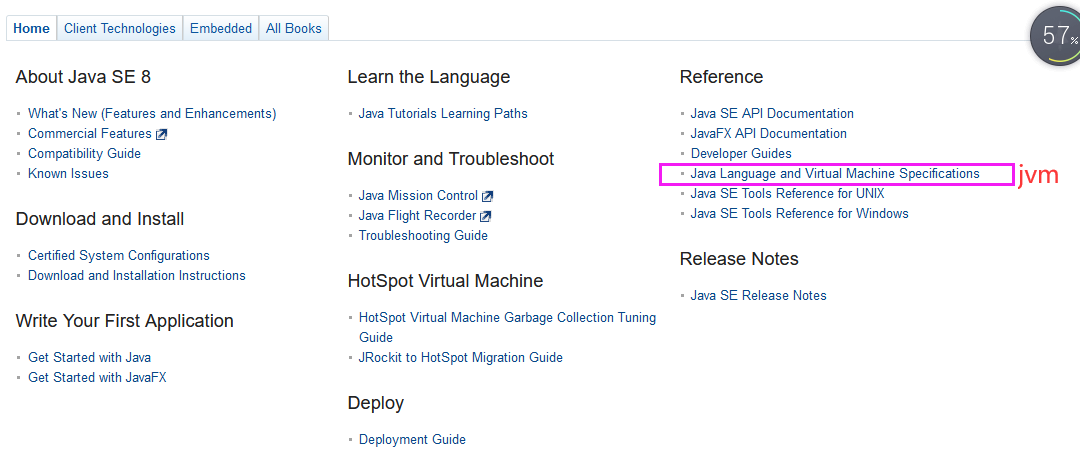 Home
Client Technologies
Embedded
All Books
57%
About Java SE 8
What's New (Features and Enhancements)
Commercial Features
Compatibility Guide
Known Issues
Download and Install
Certified System Configurations
Download and Installation Instructions
Write Your First Application
Get Started with Java
Get Started with JavaFX
Learn the Language
Java Tutorials Learning Paths
Monitor and Troubleshoot
Java Mission Control
Java Flight Recorder
Troubleshooting Guide
HotSpot Virtual Machine
HotSpot Virtual Machine Garbage Collection Tuning
Guide
JRockit to HotSpot Migration Guide
Deploy
Deployment Guide
Reference
Java SE API Documentation
JavaFX API Documentation
Developer Guides
Java Language and Virtual Machine Specifications
jvm
Java SE Tools Reference for UNIX
Java SE Tools Reference for Windows
Release Notes
Java SE Release Notes